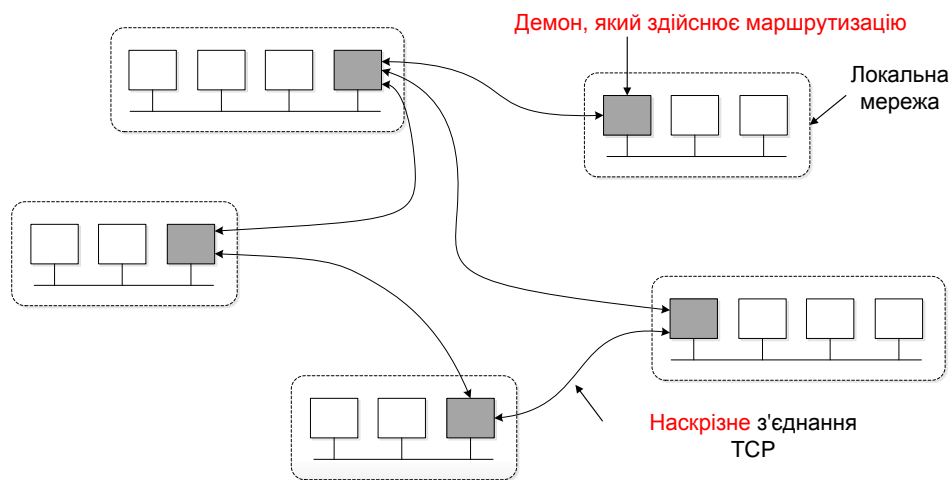 Демон, який здійснює маршрутизацію
Локальна
мережа
Наскрізне з'єднання
TCP